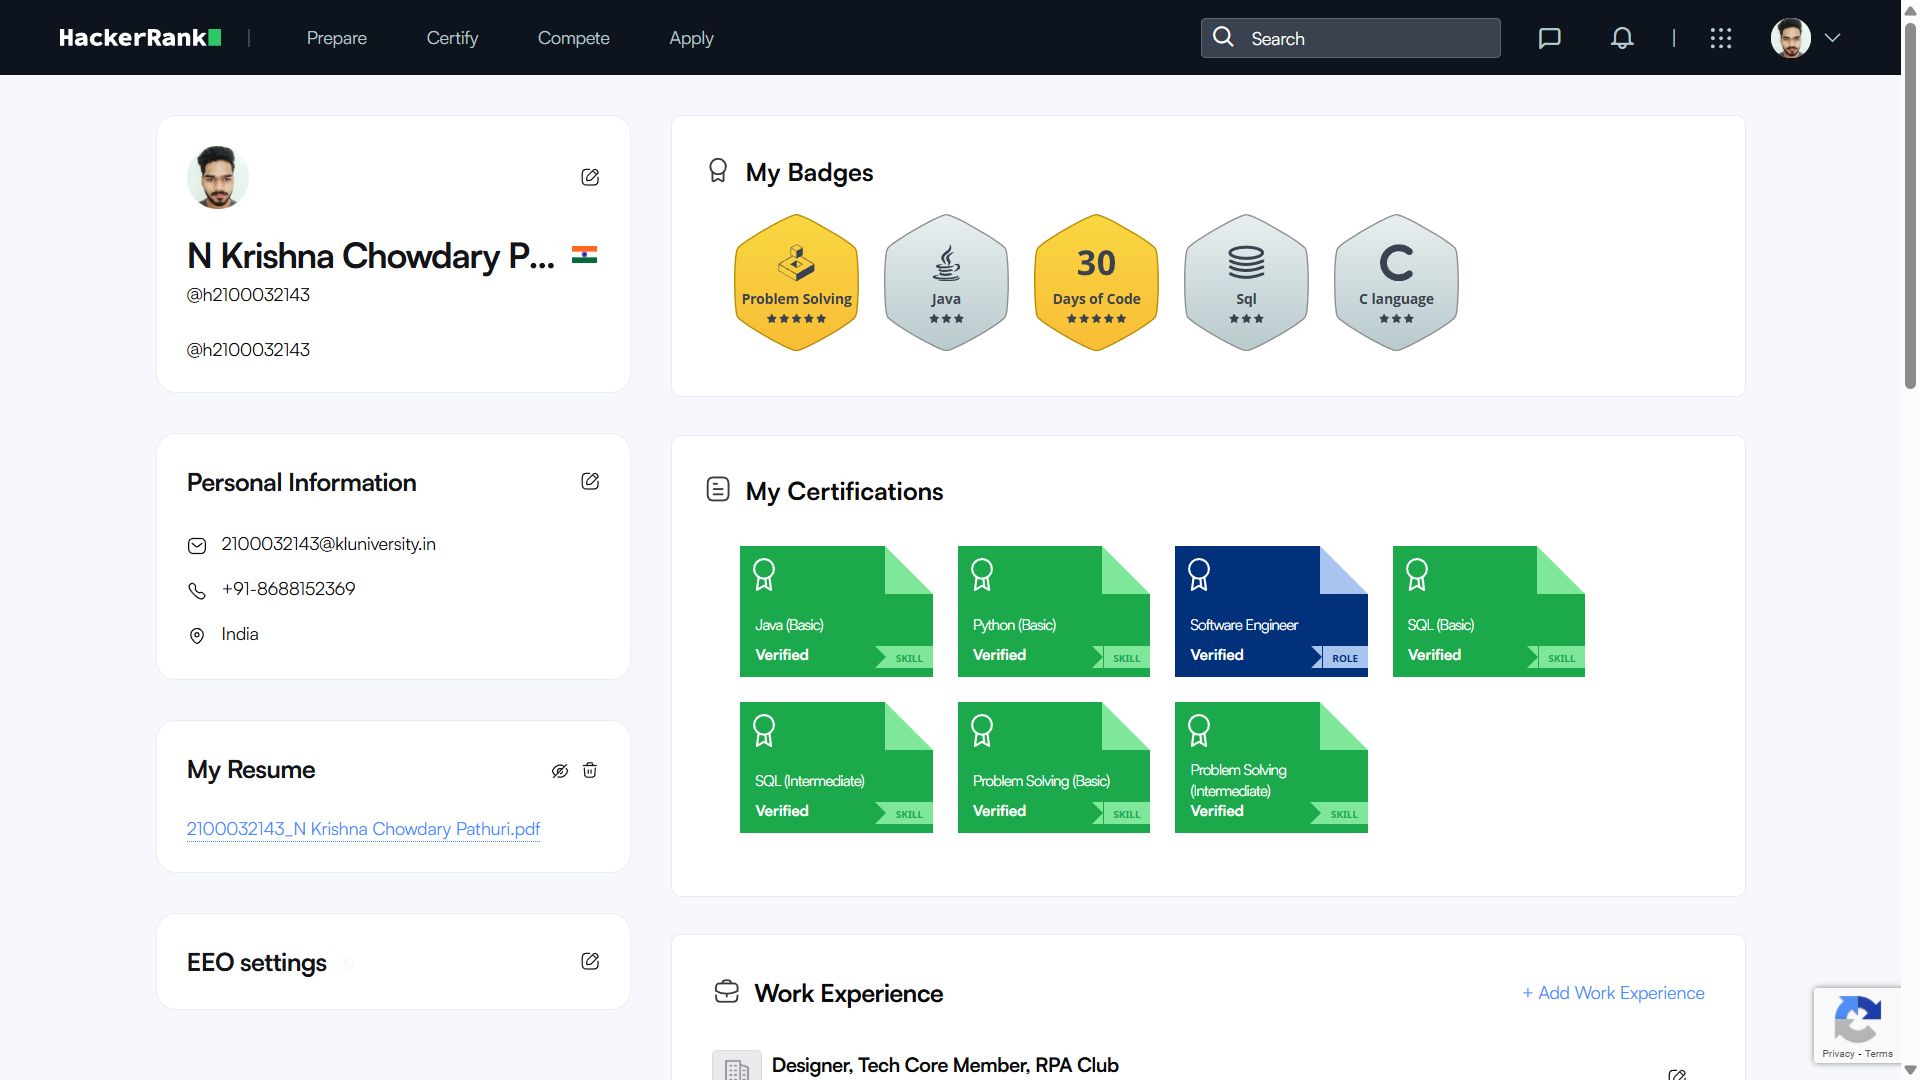 HackerRank
Prepare
Certify
Compete
Apply
Search
N Krishna Chowdary P...
@h2100032143
@h2100032143
Personal Information
2100032143@kluniversity.in
+91-8688152369
India
My Resume
2100032143_N Krishna Chowdary Pathuri.pdf
EEO settings
My Badges
Problem Solving
Java
30
Days of Code
Sql
C language
My Certifications
Java (Basic)
Verified
SKILL
Python (Basic)
Verified
SKILL
Software Engineer
Verified
ROLE
SQL (Basic)
Verified
SKILL
SQL (Intermediate)
Verified
SKILL
Problem Solving (Basic)
Verified
SKILL
Problem Solving
(Intermediate)
Verified
SKILL
Work Experience
+ Add Work Experience
Designer, Tech Core Member, RPA Club
Privacy - Terms